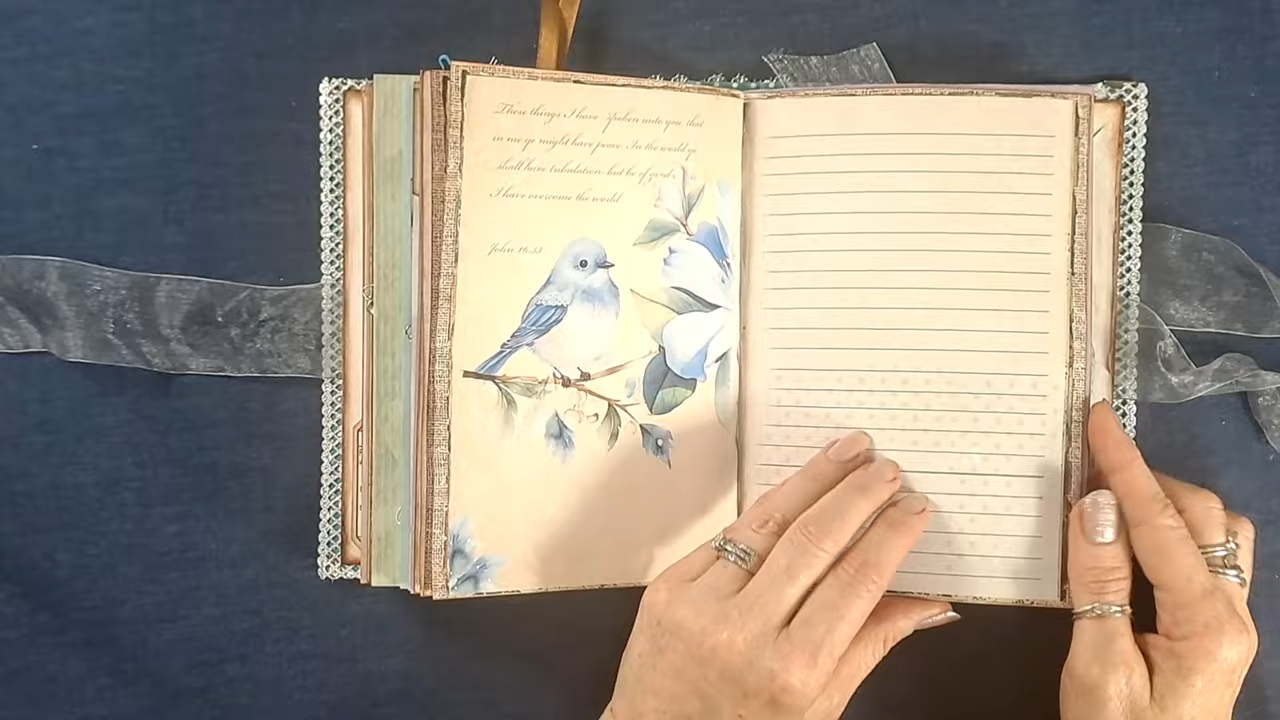 These things I have spoken unto you, that
in me ye might have peace. In the world ye
shall have tribulation: but be of good
I have overcome the world
John 16:33